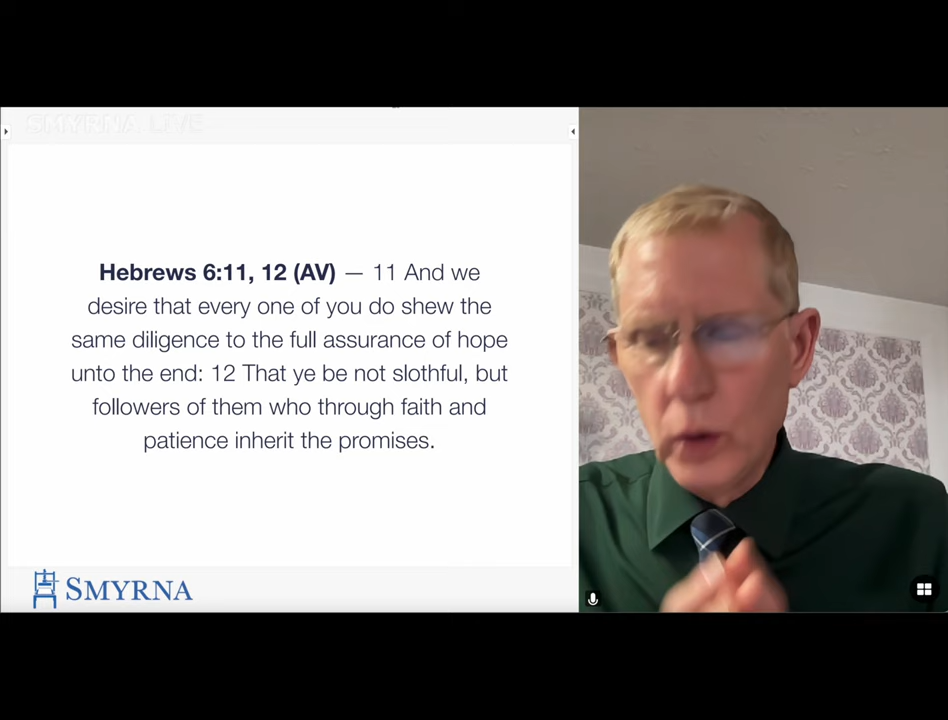 SMYRNA LIVE
Hebrews 6:11, 12 (AV) — 11 And we
desire that every one of you do shew the
same diligence to the full assurance of hope
unto the end: 12 That ye be not slothful, but
followers of them who through faith and
patience inherit the promises.
SMYRNA